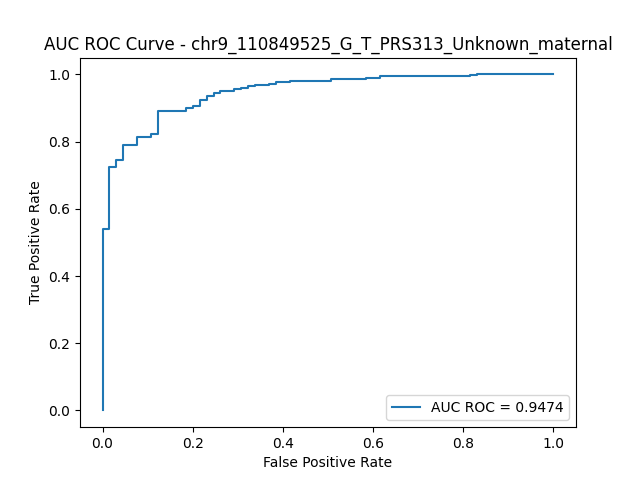 AUC ROC Curve - chr9_110849525_G_T_PRS313_Unknown_maternal
True Positive Rate
1.0
0.8
0.6
0.4
0.2
0.0
AUC ROC = 0.9474
0.0 0.2 0.4 0.6 0.8 1.0
False Positive Rate